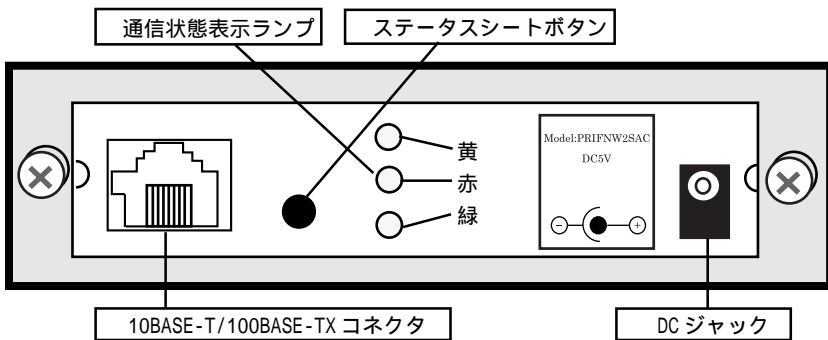 通信状態表示ランプ
ステータスシートボタン
黄
赤
緑
Model:PRIFNW2SAC
DC5V
10BASE-T/100BASE-TX コネクタ
DC ジャック